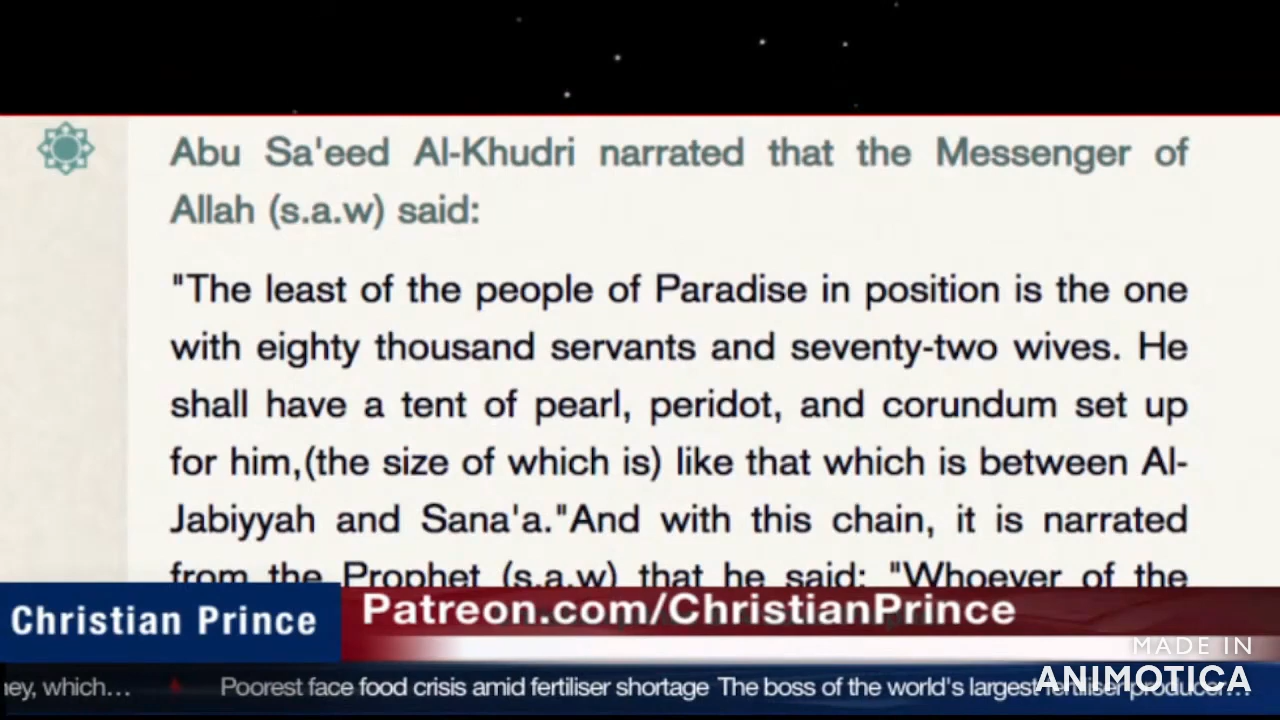 Abu Sa'eed Al-Khudri narrated that the Messenger of
Allah (s.a.w) said:
"The least of the people of Paradise in position is the one
with eighty thousand servants and seventy-two wives. He
shall have a tent of pearl, peridot, and corundum set up
for him,(the size of which is) like that which is between Al-
Jabiyyah and Sana'a."And with this chain, it is narrated
from the Prophet (s.a.w) that he said: "Whoever of the
Christian Prince
Patreon.com/ChristianPrince
MADE IN
ANIMOTICA
which... Poorest face food crisis amid fertiliser shortage The boss of the world's largest fertiliser producer...